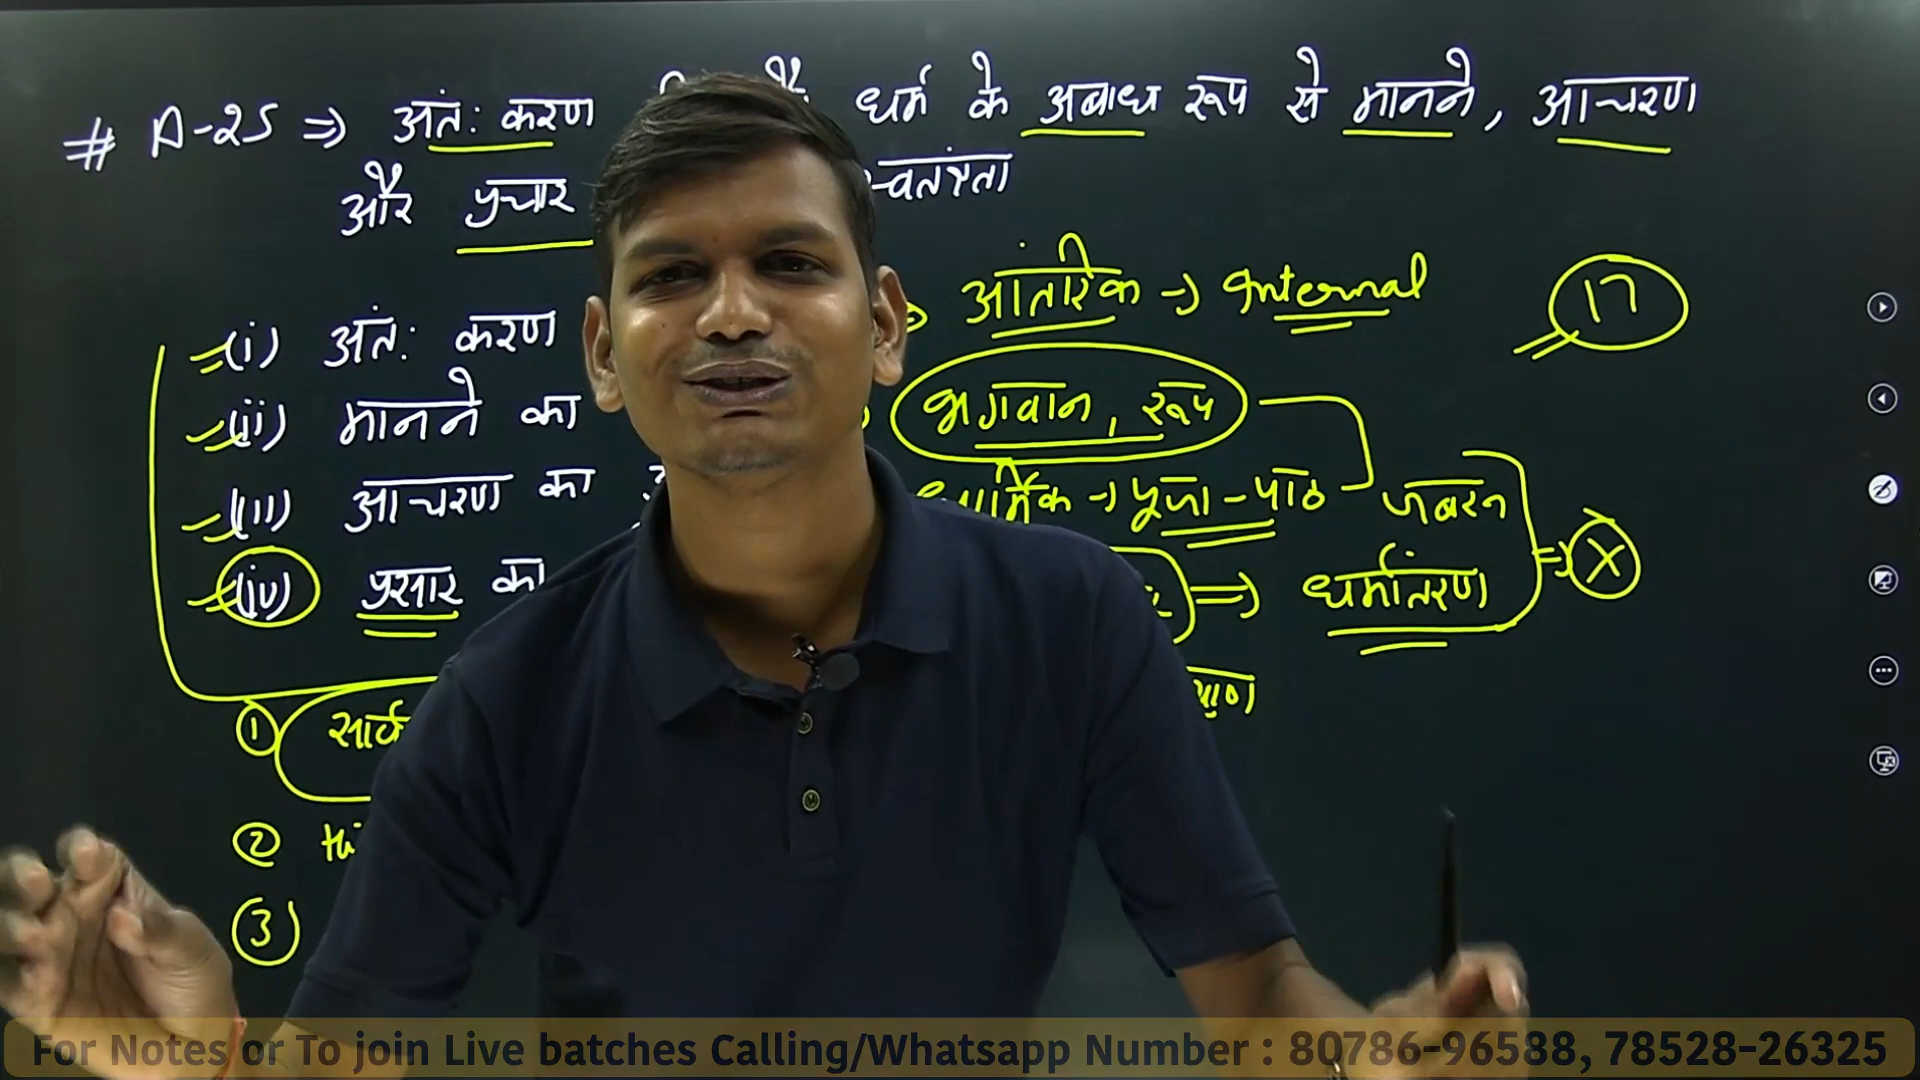 # A-25 ⇒ अंत: करण धर्म के अबाध रूप से मानने, आचरण
और प्रचार
(i) अंत: करण आंतरिक → Internal 17
(ii) मानने का भगवान, रूप
(iii) आचरण का → पूजा-पाठ जबरन
(iv) प्रसार का ⇒ धर्मांतरण ⇒ X
①
②
③
For Notes or To join Live batches Calling/Whatsapp Number : 80786-96588, 78528-26325